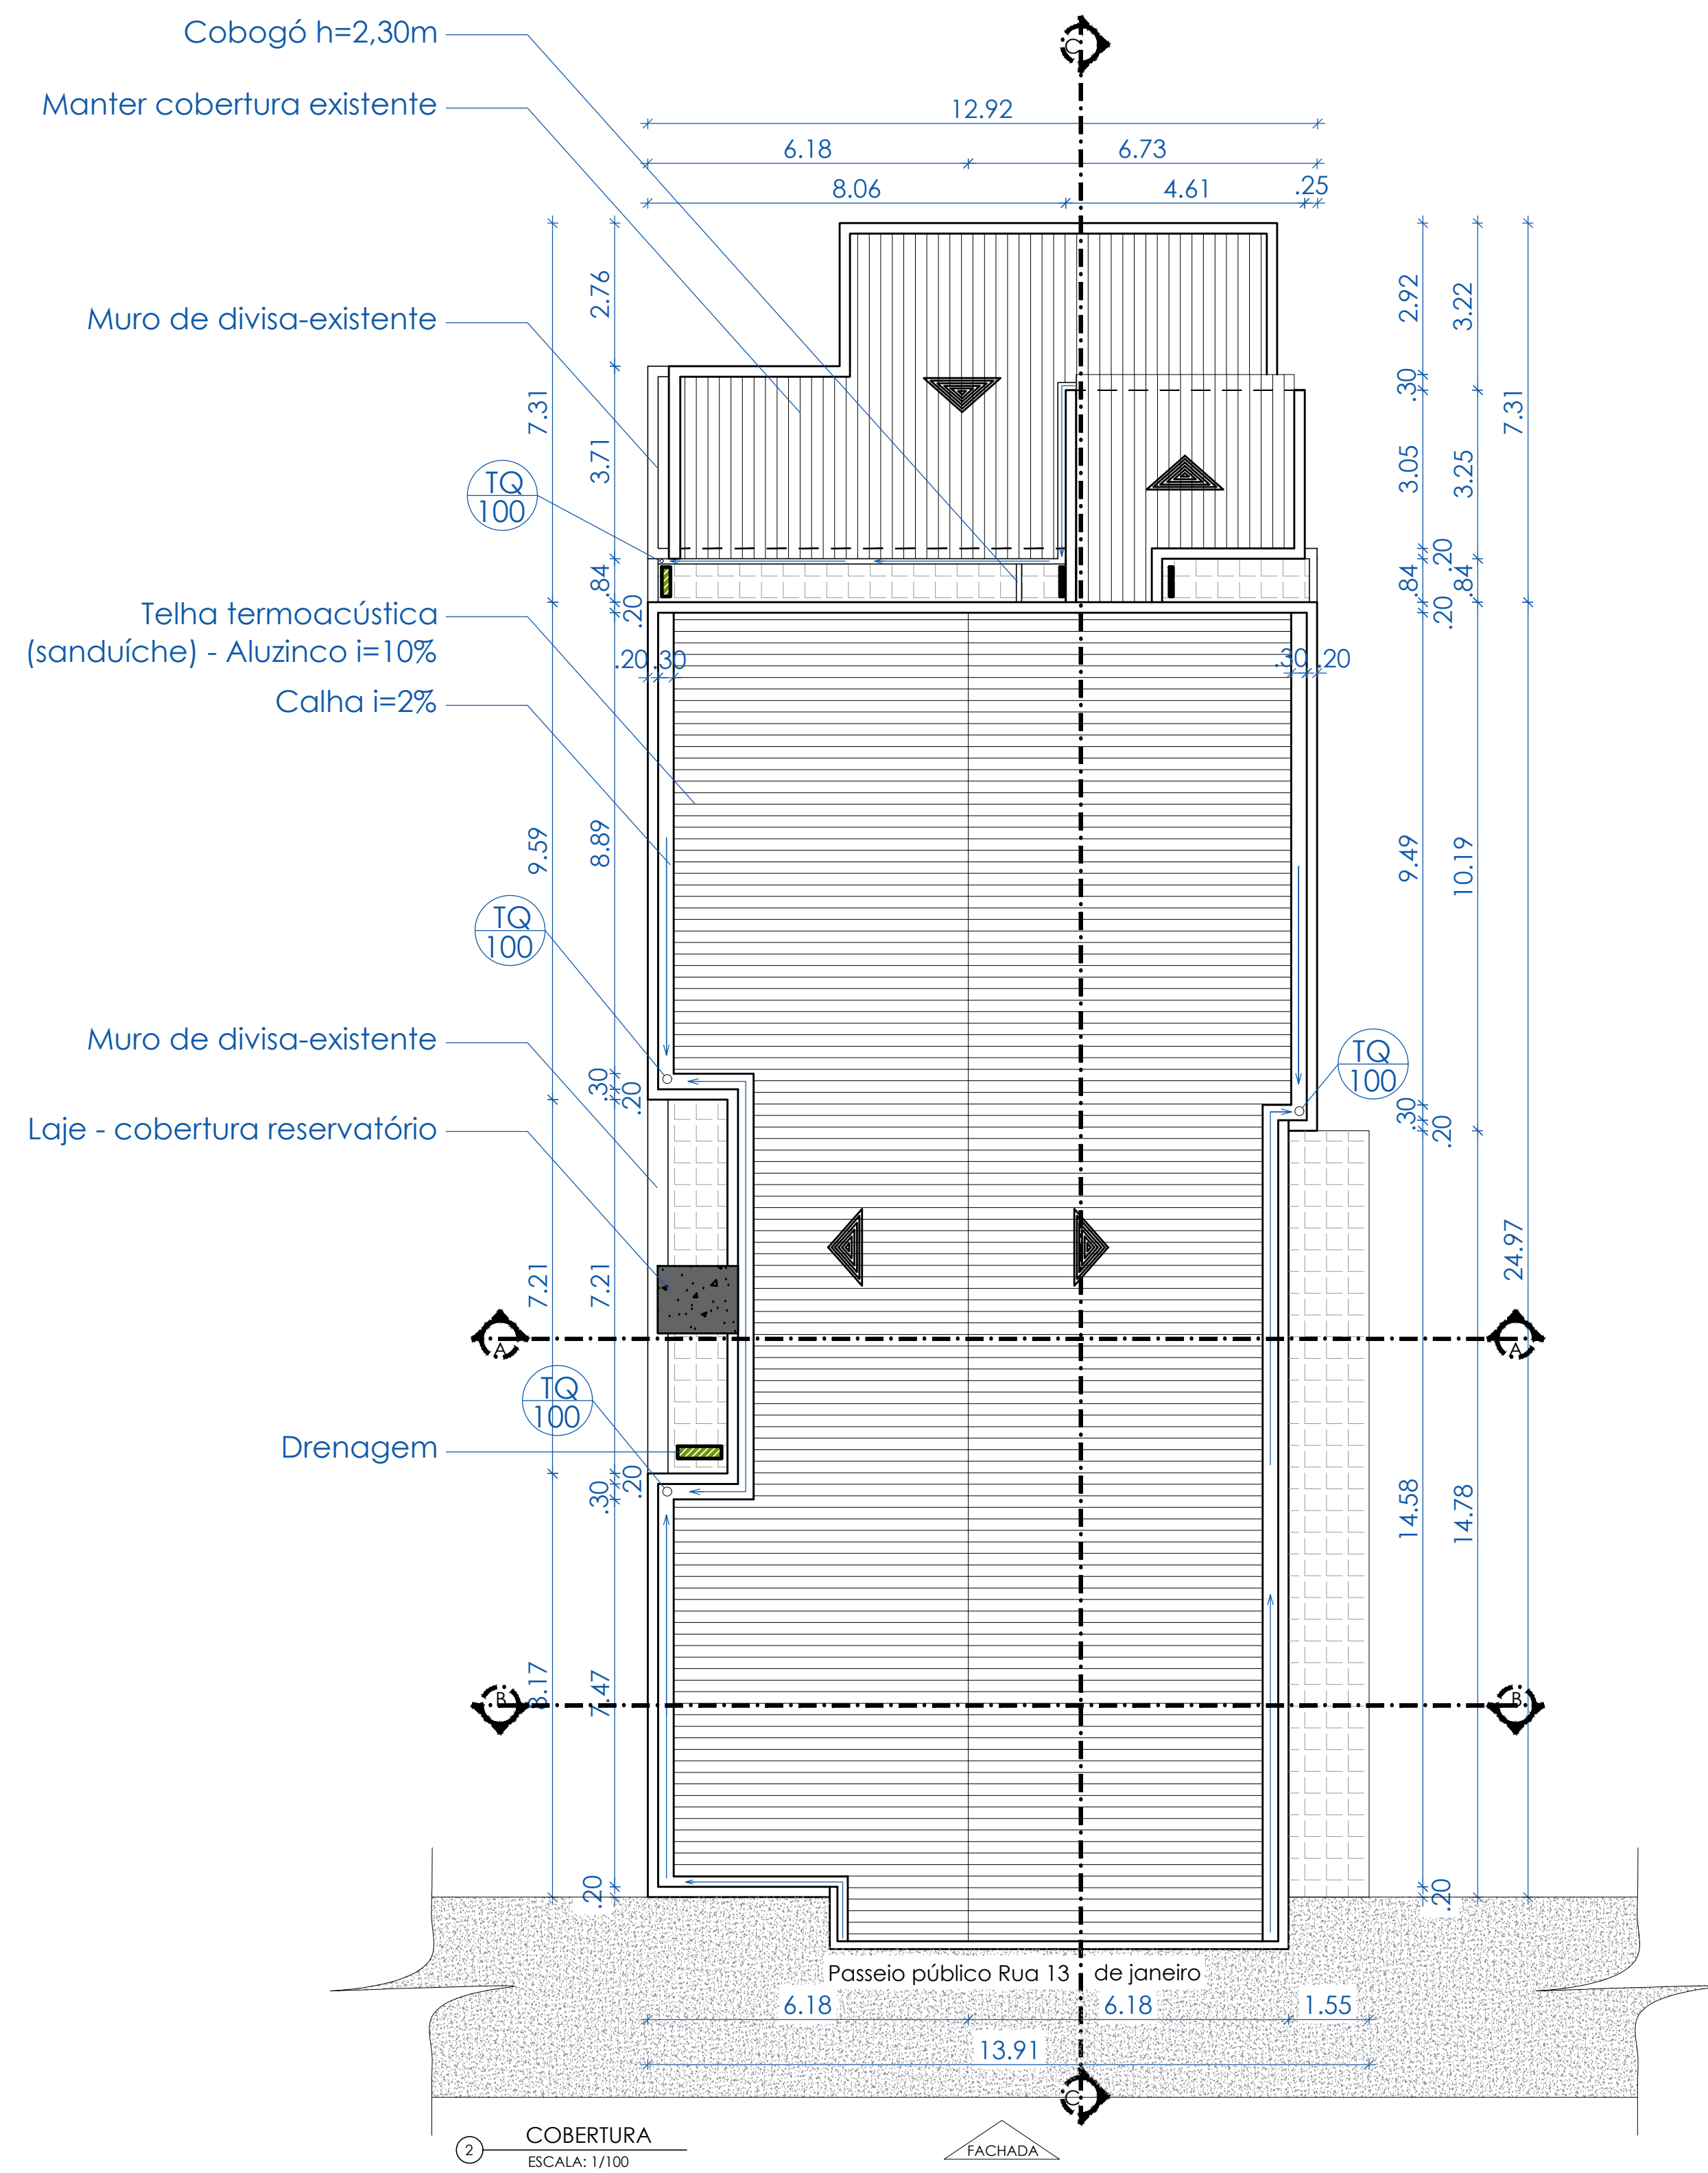 Cobogó h=2,30m
Manter cobertura existente
Muro de divisa-existente
TQ
100
Telha termoacústica
(sanduíche) - Aluzinco i=10%
Calha i=2%
TQ
100
Muro de divisa-existente
Laje - cobertura reservatório
TQ
100
Drenagem
TQ
100
C
12.92
6.18
6.73
8.06
4.61
.25
7.31
9.59
7.21
8.17
2.76
3.71
.84
.20
8.89
.30
.20
7.21
.30
.20
7.47
.20
.20
.30
.30
.20
2.92
.30
3.05
.20
.84
.20
9.49
.30
.20
14.58
.20
3.22
3.25
.84
10.19
14.78
7.31
24.97
A
A
B
B
Passeio público Rua 13 de janeiro
6.18
6.18
1.55
13.91
C
2
COBERTURA
ESCALA: 1/100
FACHADA